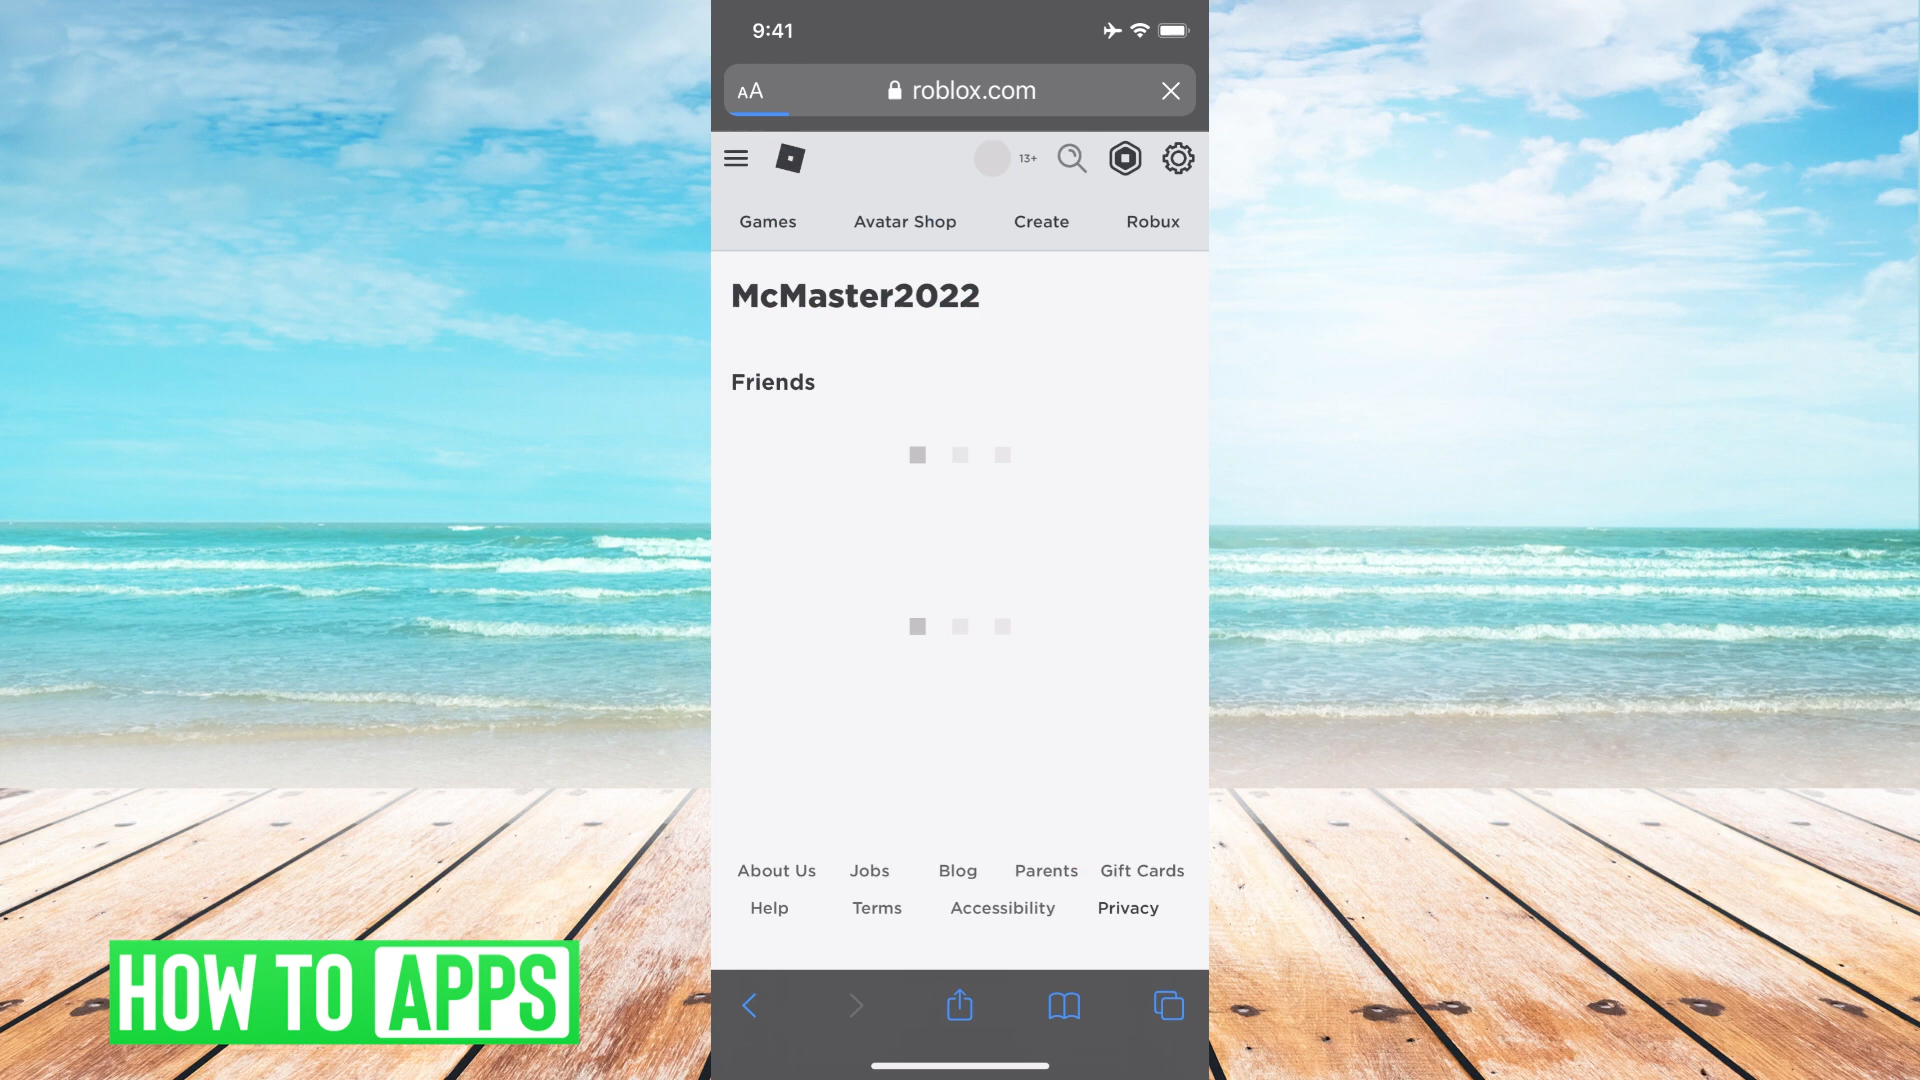 9:41
AA roblox.com
13+
Games Avatar Shop Create Robux
McMaster2022
Friends
About Us Jobs Blog Parents Gift Cards
Help Terms Accessibility Privacy
HOW TO APPS